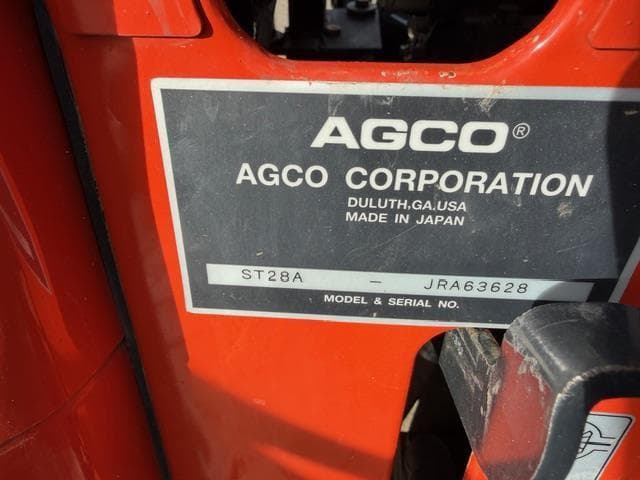 AGCO®
AGCO CORPORATION
DULUTH,GA.USA
MADE IN JAPAN
ST28A – JRA63628
MODEL & SERIAL NO.